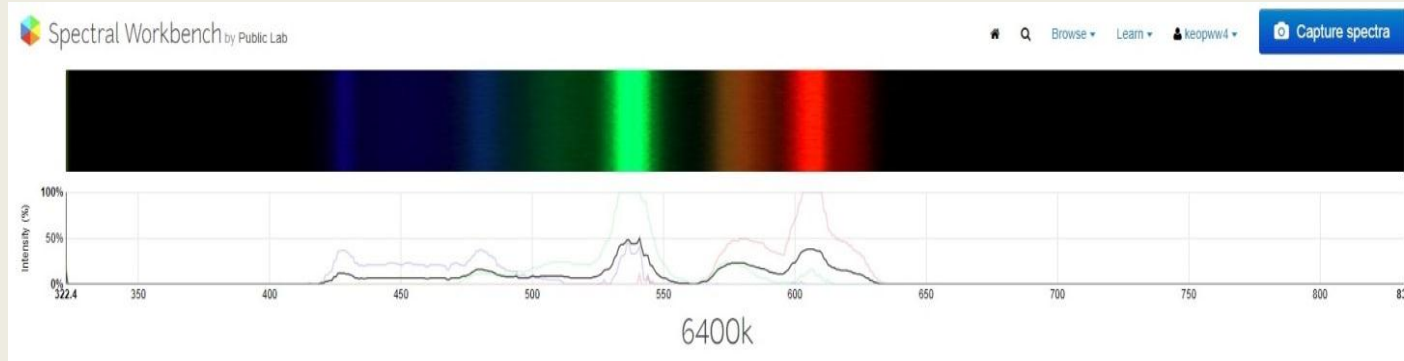 Spectral Workbench by Public Lab
Browse Learn keopww4 Capture spectra
Intensity (%)
100%
50%
0%
322.4 350 400 450 500 550 600 650 700 750 800
6400k